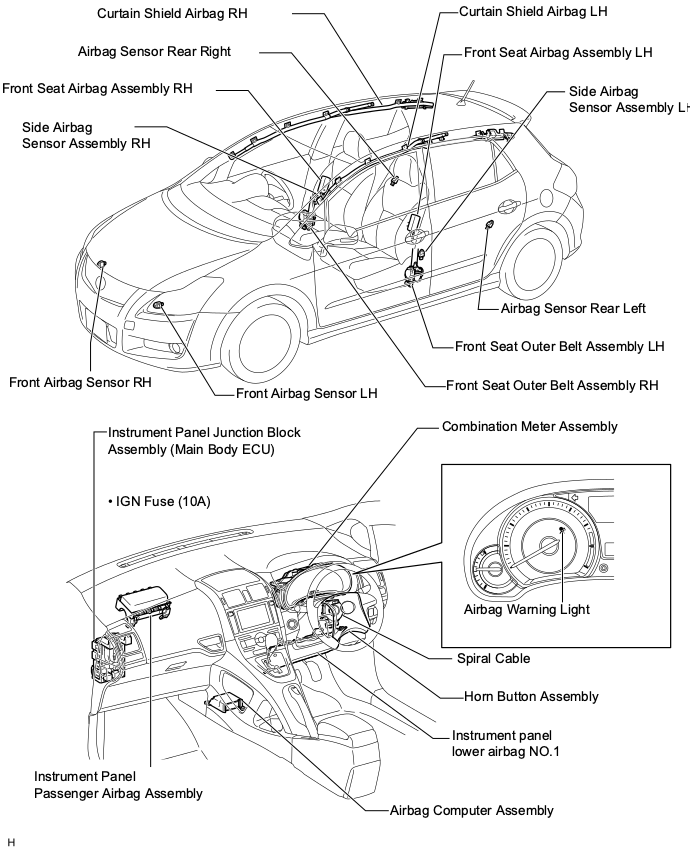 Curtain Shield Airbag RH
Curtain Shield Airbag LH
Airbag Sensor Rear Right
Front Seat Airbag Assembly LH
Front Seat Airbag Assembly RH
Side Airbag
Sensor Assembly LH
Side Airbag
Sensor Assembly RH
Airbag Sensor Rear Left
Front Seat Outer Belt Assembly LH
Front Airbag Sensor RH
Front Airbag Sensor LH
Front Seat Outer Belt Assembly RH
Instrument Panel Junction Block
Assembly (Main Body ECU)
• IGN Fuse (10A)
Combination Meter Assembly
Airbag Warning Light
Spiral Cable
Horn Button Assembly
Instrument panel
lower airbag NO.1
Instrument Panel
Passenger Airbag Assembly
Airbag Computer Assembly
H